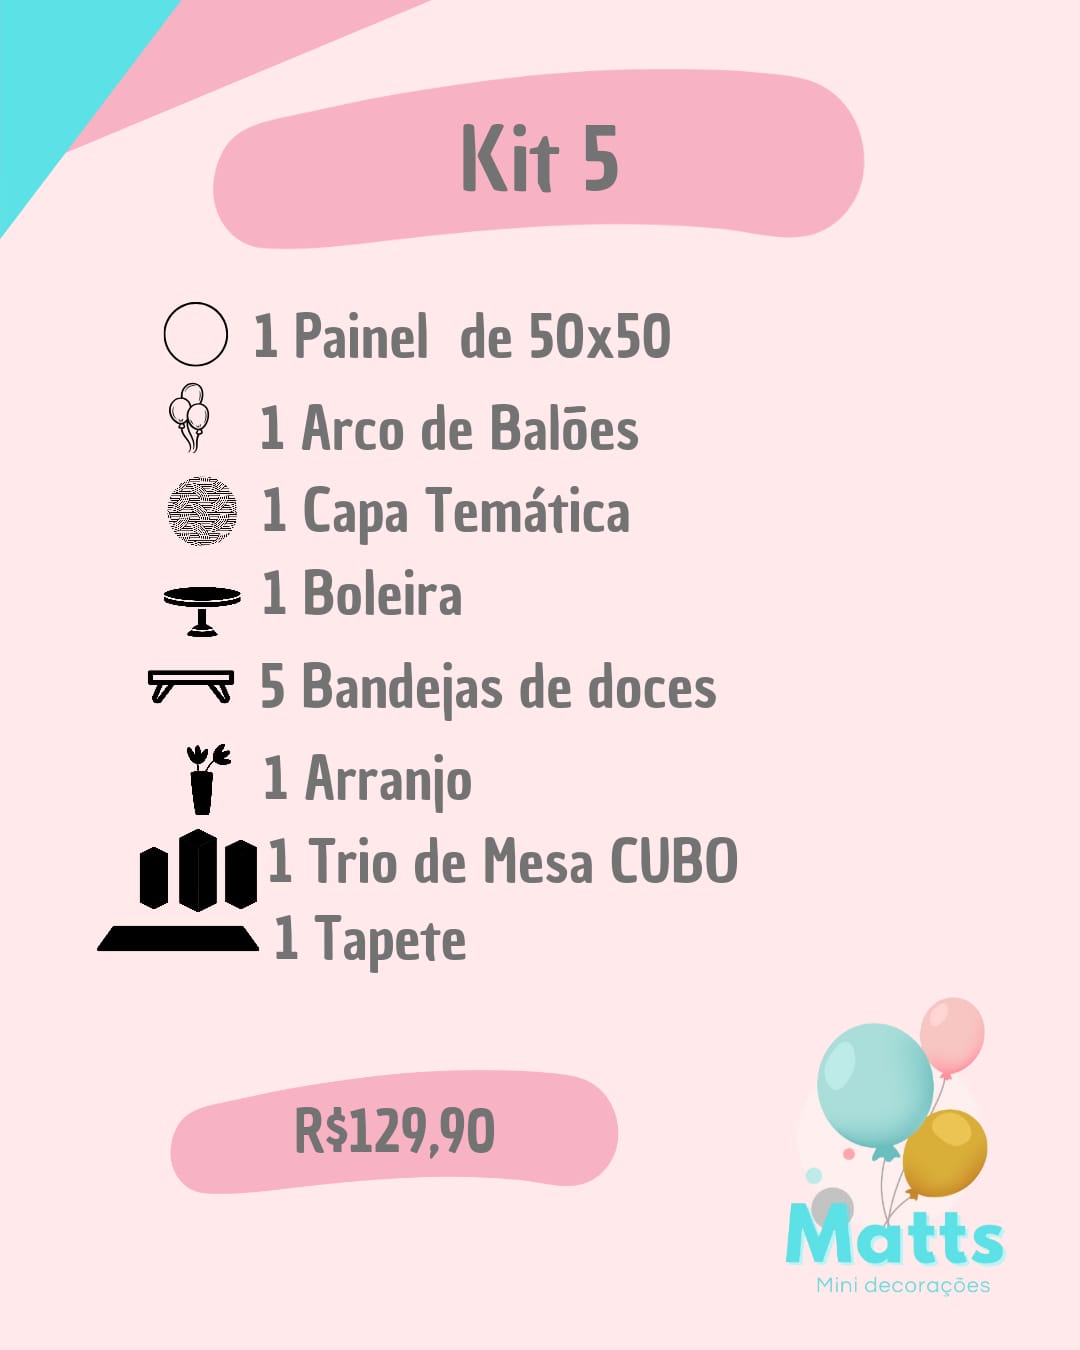 Kit 5
1 Painel de 50x50
1 Arco de Balões
1 Capa Temática
1 Boleira
5 Bandejas de doces
1 Arranjo
1 Trio de Mesa CUBO
1 Tapete
R$129,90
Matts
Mini decorações